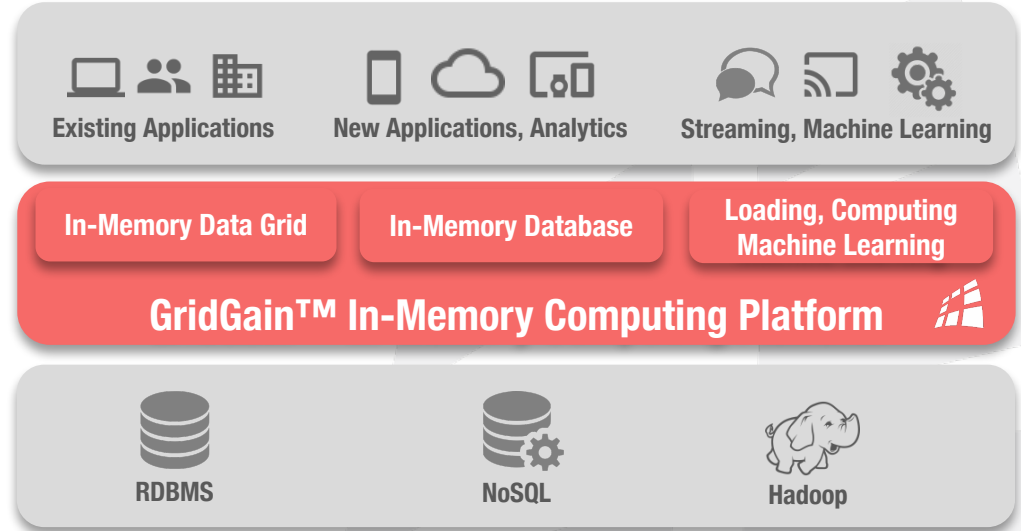 Existing Applications
New Applications, Analytics
Streaming, Machine Learning
In-Memory Data Grid
In-Memory Database
Loading, Computing
Machine Learning
GridGain™ In-Memory Computing Platform
RDBMS
NoSQL
Hadoop